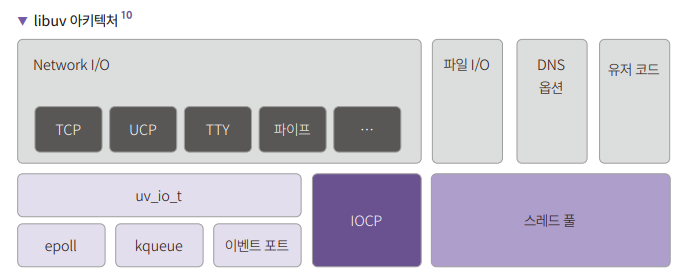 ▼ libuv 아키텍처 10
Network I/O
TCP
UCP
TTY
파이프
…
파일 I/O
DNS
옵션
유저 코드
uv_io_t
epoll
kqueue
이벤트 포트
IOCP
스레드 풀